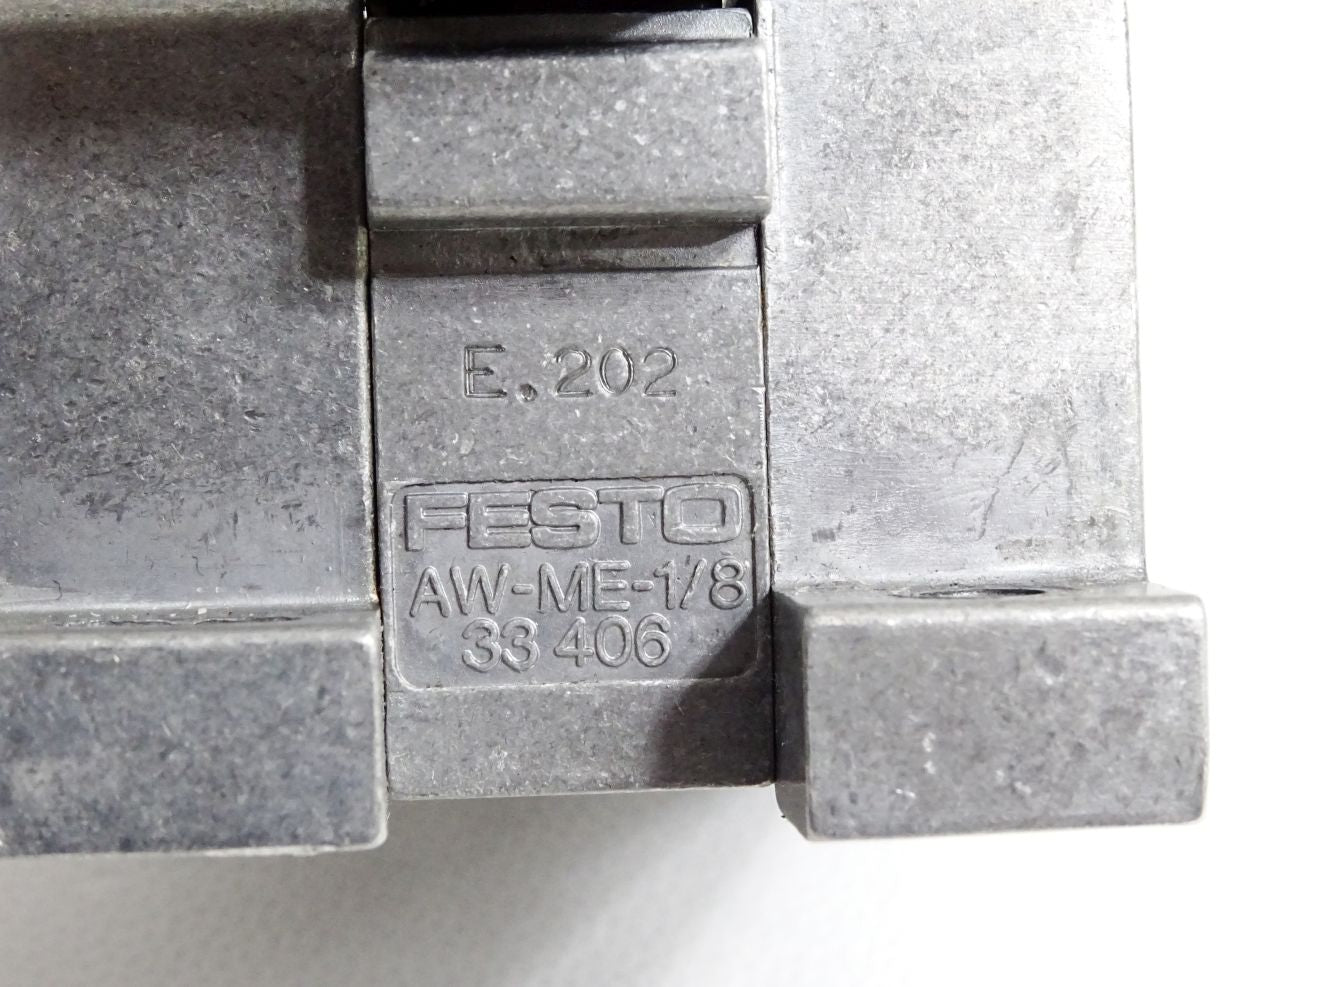 E.202
FESTO
AW-ME-1/8
33 406